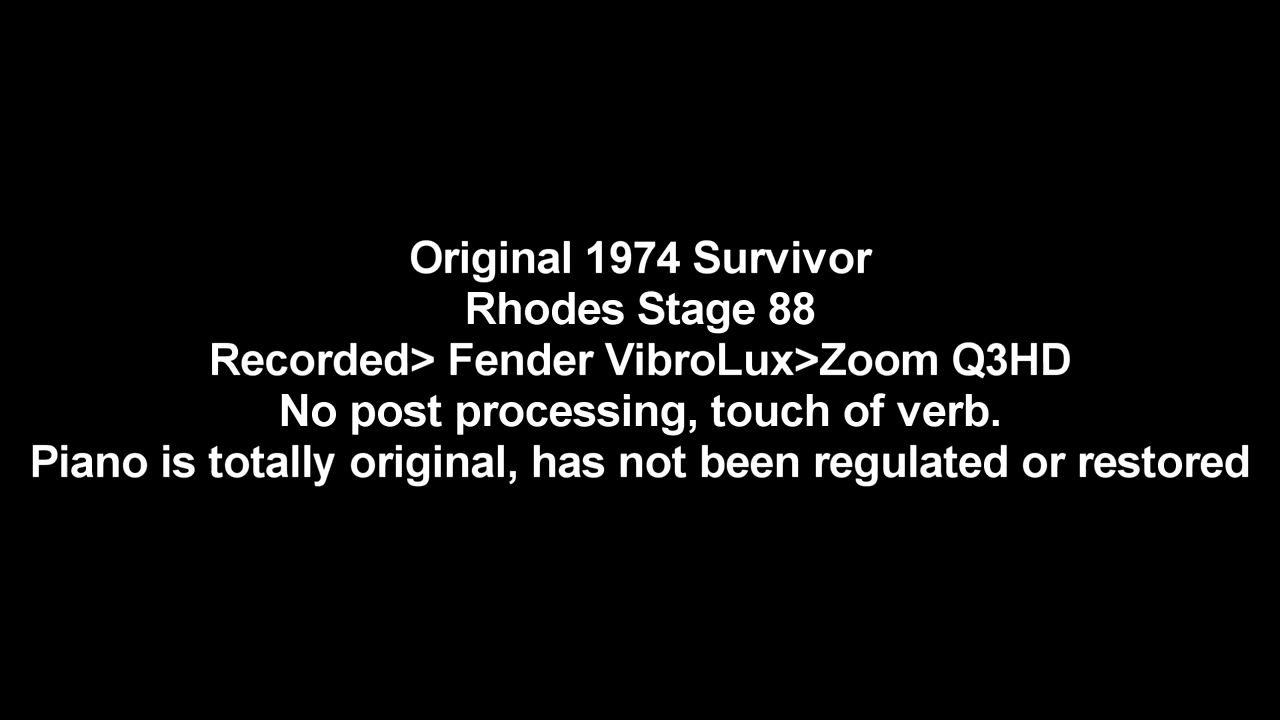 Original 1974 Survivor
Rhodes Stage 88
Recorded> Fender VibroLux>Zoom Q3HD
No post processing, touch of verb.
Piano is totally original, has not been regulated or restored